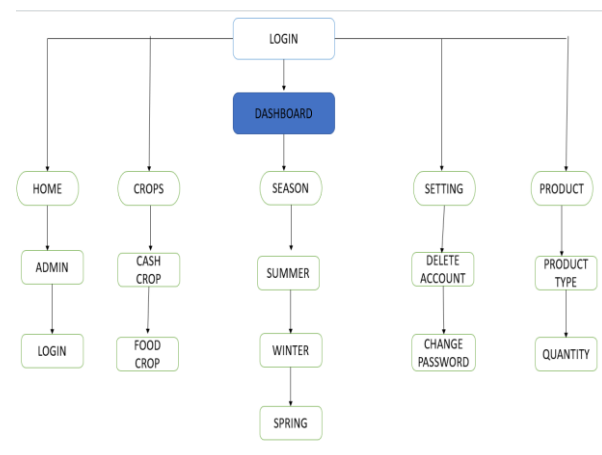 LOGIN
DASHBOARD
HOME
CROPS
SEASON
SETTING
PRODUCT
ADMIN
CASH
CROP
SUMMER
DELETE
ACCOUNT
PRODUCT
TYPE
LOGIN
FOOD
CROP
WINTER
CHANGE
PASSWORD
QUANTITY
SPRING